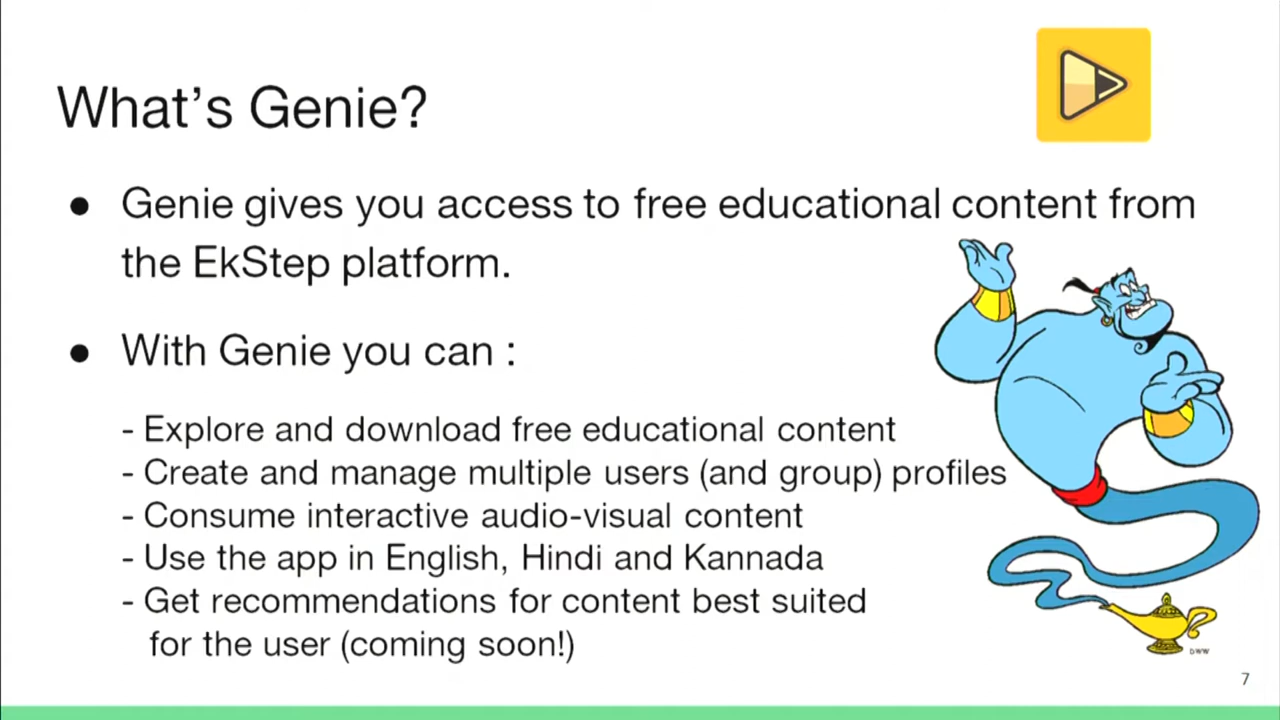 What's Genie?
● Genie gives you access to free educational content from
the EkStep platform.
● With Genie you can :
- Explore and download free educational content
- Create and manage multiple users (and group) profiles
- Consume interactive audio-visual content
- Use the app in English, Hindi and Kannada
- Get recommendations for content best suited
for the user (coming soon!)
DWW
7